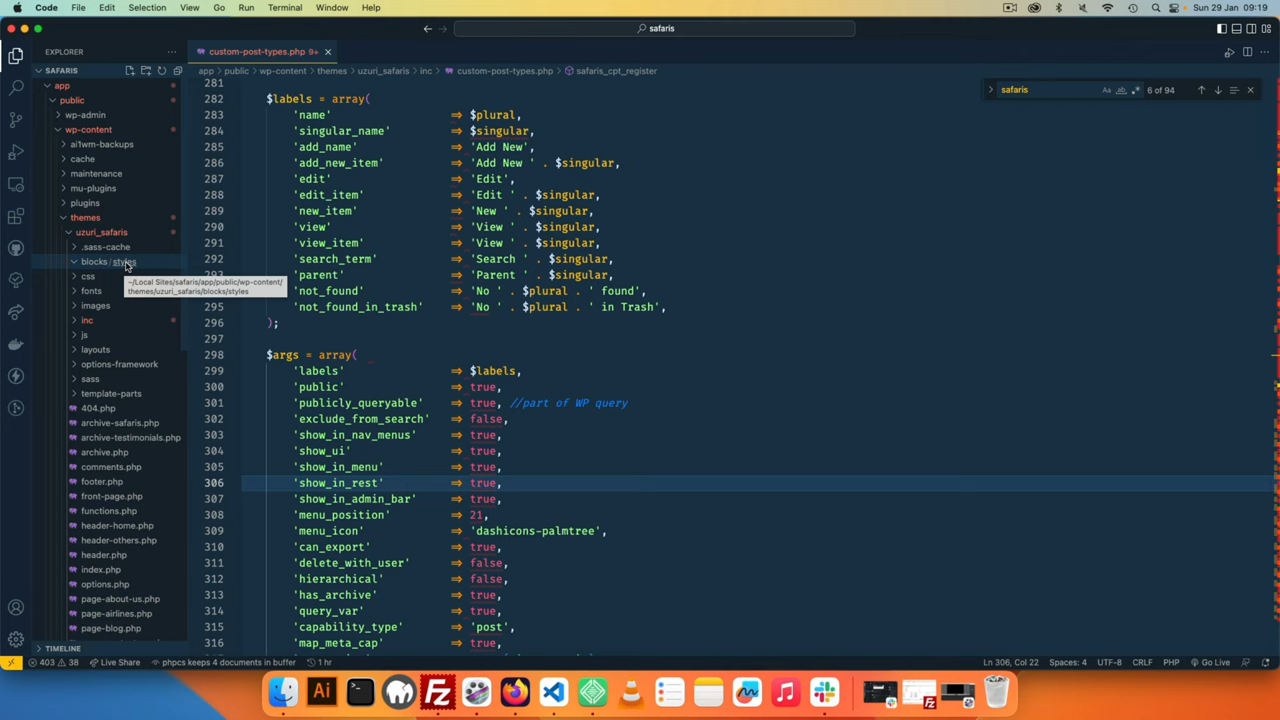 Code File Edit Selection View Go Run Terminal Window Help Sun 29 Jan 09:19
safaris
EXPLORER
custom-post-types.php 9+
SAFARIS
app › public › wp-content › themes › uzuri_safaris › inc › custom-post-types.php › safaris_cpt_register
safaris
Aa
6 of 94
app
public
wp-admin
wp-content
ai1wm-backups
cache
maintenance
mu-plugins
plugins
themes
uzuri_safaris
.sass-cache
blocks / styles
css
fonts
images
inc
js
layouts
options-framework
sass
template-parts
404.php
archive-safaris.php
archive-testimonials.php
archive.php
comments.php
footer.php
front-page.php
functions.php
header-home.php
header-others.php
header.php
index.php
options.php
page-about-us.php
page-airlines.php
page-blog.php
TIMELINE
~/Local Sites/safaris/app/public/wp-content/
themes/uzuri_safaris/blocks/styles
281
282 $labels = array(
283 'name' => $plural,
284 'singular_name' => $singular,
285 'add_name' => 'Add New',
286 'add_new_item' => 'Add New ' . $singular,
287 'edit' => 'Edit',
288 'edit_item' => 'Edit ' . $singular,
289 'new_item' => 'New ' . $singular,
290 'view' => 'View ' . $singular,
291 'view_item' => 'View ' . $singular,
292 'search_term' => 'Search ' . $singular,
'parent' => 'Parent ' . $singular,
'not_found' => 'No ' . $plural . ' found',
295 'not_found_in_trash' => 'No ' . $plural . ' in Trash',
296 );
297
298 $args = array(
299 'labels' => $labels,
300 'public' => true,
301 'publicly_queryable' => true, //part of WP query
302 'exclude_from_search' => false,
303 'show_in_nav_menus' => true,
304 'show_ui' => true,
305 'show_in_menu' => true,
306 'show_in_rest' => true,
307 'show_in_admin_bar' => true,
308 'menu_position' => 21,
309 'menu_icon' => 'dashicons-palmtree',
310 'can_export' => true,
311 'delete_with_user' => false,
312 'hierarchical' => false,
313 'has_archive' => true,
314 'query_var' => true,
315 'capability_type' => 'post',
316 'map_meta_cap' => true,
403 38 Live Share phpcs keeps 4 documents in buffer 1 hr Ln 306, Col 22 Spaces: 4 UTF-8 CRLF PHP Go Live
Ai Fz